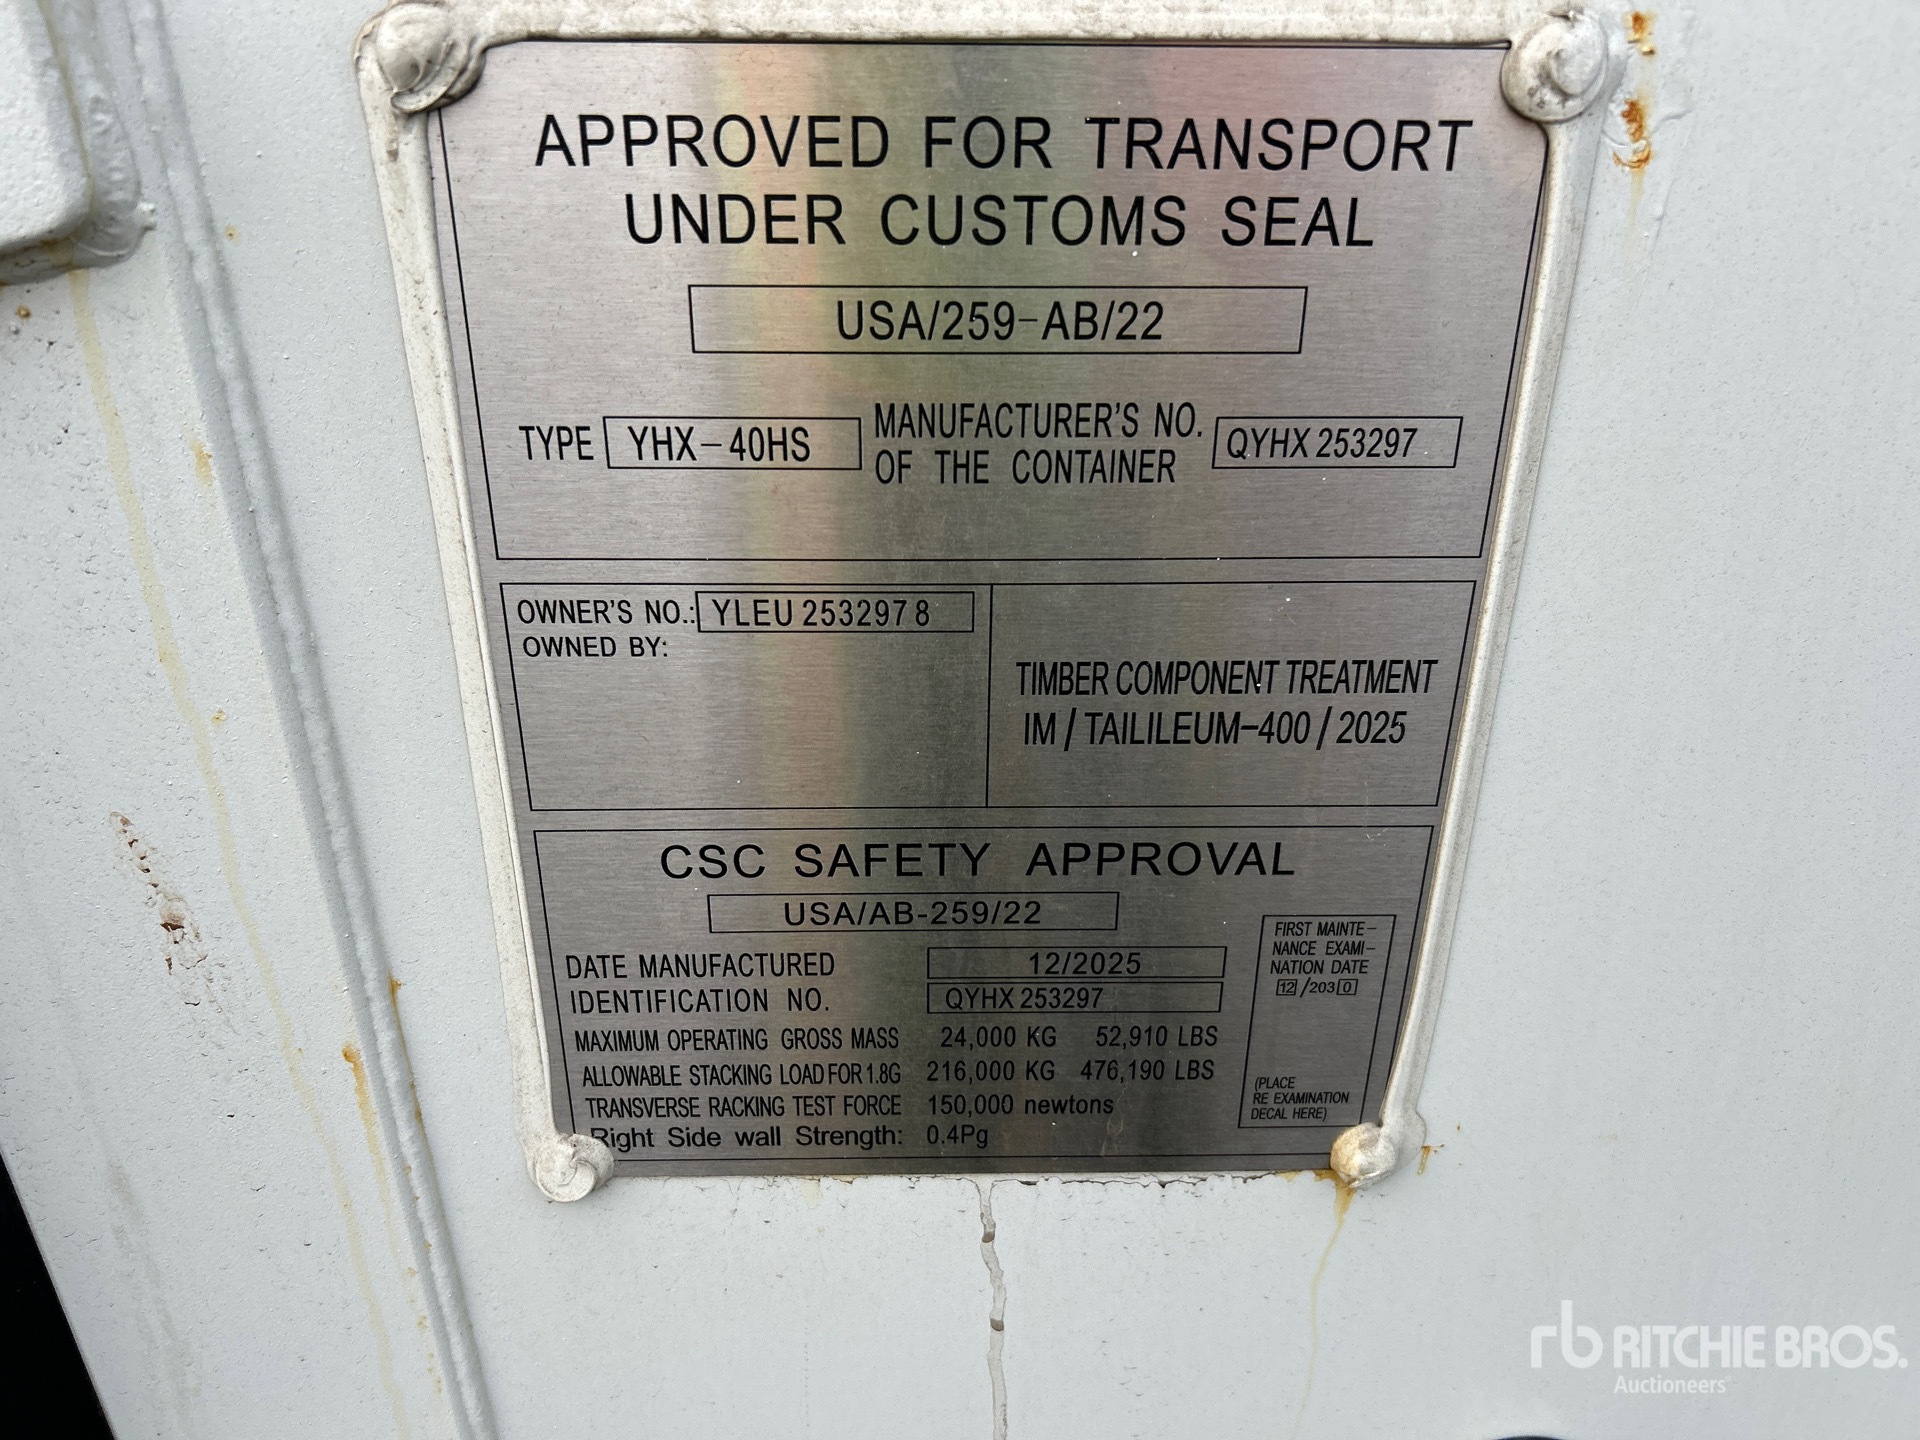 APPROVED FOR TRANSPORT
UNDER CUSTOMS SEAL
USA/259-AB/22
TYPE YHX-40HS MANUFACTURER'S NO. OF THE CONTAINER QYHX 253297
OWNER'S NO.: YLEU 253297 8
OWNED BY:
TIMBER COMPONENT TREATMENT
IM / TAILILEUM-400 / 2025
CSC SAFETY APPROVAL
USA/AB-259/22
DATE MANUFACTURED 12/2025
IDENTIFICATION NO. QYHX 253297
MAXIMUM OPERATING GROSS MASS 24,000 KG 52,910 LBS
ALLOWABLE STACKING LOAD FOR 1.8G 216,000 KG 476,190 LBS
TRANSVERSE RACKING TEST FORCE 150,000 newtons
Right Side wall Strength: 0.4Pg
FIRST MAINTE-
NANCE EXAMI-
NATION DATE
12 /203 0
(PLACE
RE EXAMINATION
DECAL HERE)
rb RITCHIE BROS.
Auctioneers